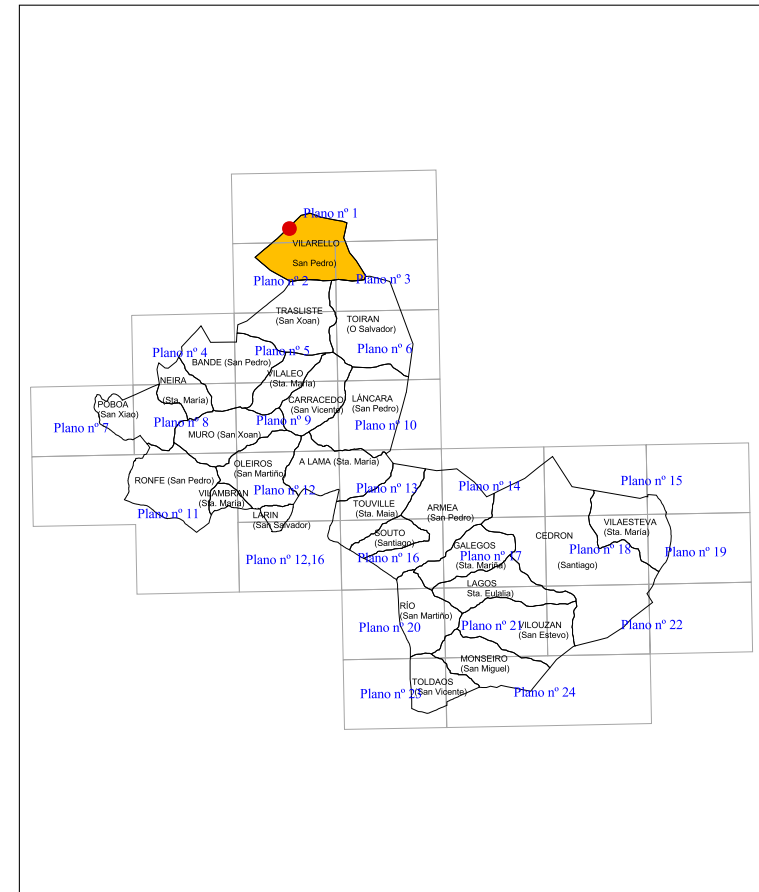 Plano nº 1
VILARELLO
San Pedro)
Plano nº 2
Plano nº 3
TRASLISTE
(San Xoan)
TOIRAN
(O Salvador)
Plano nº 4
Plano nº 5
Plano nº 6
BANDE (San Pedro)
VILALEO
(Sta. María)
NEIRA
(Sta. María)
CARRACEDO
(San Vicente)
LÁNCARA
(San Pedro)
POBOA
(San Xiao)
Plano nº 7
Plano nº 8
Plano nº 9
Plano nº 10
MURO (San Xoan)
OLEIROS
(San Martiño)
A LAMA (Sta. María)
RONFE (San Pedro)
VILAMBRAN
(Sta. María)
Plano nº 11
Plano nº 12
Plano nº 13
Plano nº 14
Plano nº 15
LARIN
(San Salvador)
TOUVILLE
(Sta. Maia)
ARMEA
(San Pedro)
VILAESTEVA
(Sta. María)
SOUTO
(Santiago)
CEDRON
(Santiago)
GALEGOS
(Sta. Mariña)
Plano nº 12,16
Plano nº 16
Plano nº 17
Plano nº 18
Plano nº 19
LAGOS
Sta. Eulalia)
RÍO
(San Martiño)
Plano nº 20
Plano nº 21
VILOUZAN
(San Estevo)
Plano nº 22
MONSEIRO
(San Miguel)
TOLDAOS
(San Vicente)
Plano nº 23
Plano nº 24